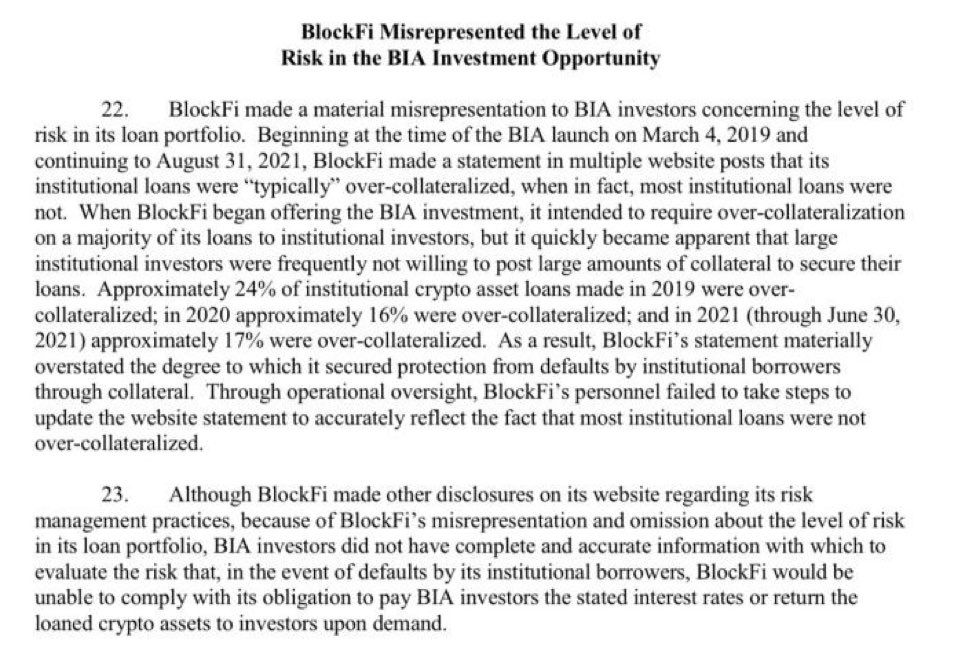 BlockFi Misrepresented the Level of
Risk in the BIA Investment Opportunity
22. BlockFi made a material misrepresentation to BIA investors concerning the level of
risk in its loan portfolio. Beginning at the time of the BIA launch on March 4, 2019 and
continuing to August 31, 2021, BlockFi made a statement in multiple website posts that its
institutional loans were “typically” over-collateralized, when in fact, most institutional loans were
not. When BlockFi began offering the BIA investment, it intended to require over-collateralization
on a majority of its loans to institutional investors, but it quickly became apparent that large
institutional investors were frequently not willing to post large amounts of collateral to secure their
loans. Approximately 24% of institutional crypto asset loans made in 2019 were over-
collateralized; in 2020 approximately 16% were over-collateralized; and in 2021 (through June 30,
2021) approximately 17% were over-collateralized. As a result, BlockFi’s statement materially
overstated the degree to which it secured protection from defaults by institutional borrowers
through collateral. Through operational oversight, BlockFi’s personnel failed to take steps to
update the website statement to accurately reflect the fact that most institutional loans were not
over-collateralized.
23. Although BlockFi made other disclosures on its website regarding its risk
management practices, because of BlockFi’s misrepresentation and omission about the level of risk
in its loan portfolio, BIA investors did not have complete and accurate information with which to
evaluate the risk that, in the event of defaults by its institutional borrowers, BlockFi would be
unable to comply with its obligation to pay BIA investors the stated interest rates or return the
loaned crypto assets to investors upon demand.